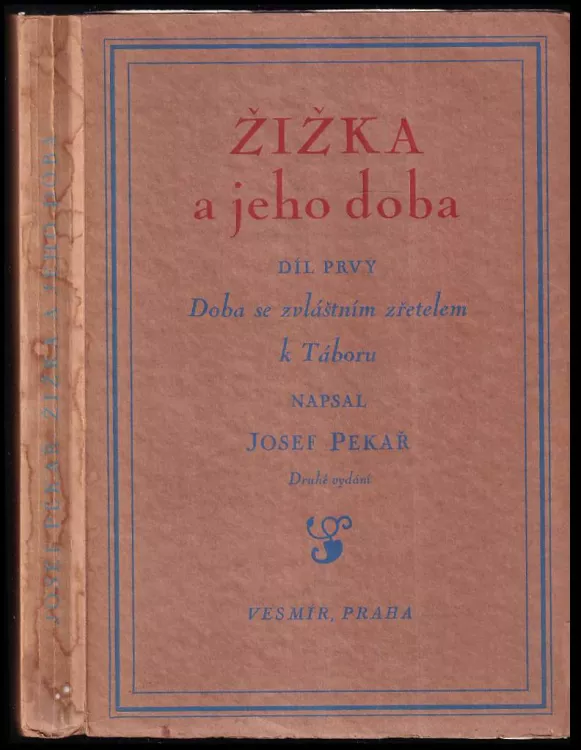 ŽIŽKA
a jeho doba
DÍL PRVY
Doba se zvláštním zřetelem
k Táboru
NAPSAL
JOSEF PEKAŘ
Druhé vydání
VESMÍR, PRAHA
JOSEF PEKAŘ ŽIŽKA A JEHO DOBA